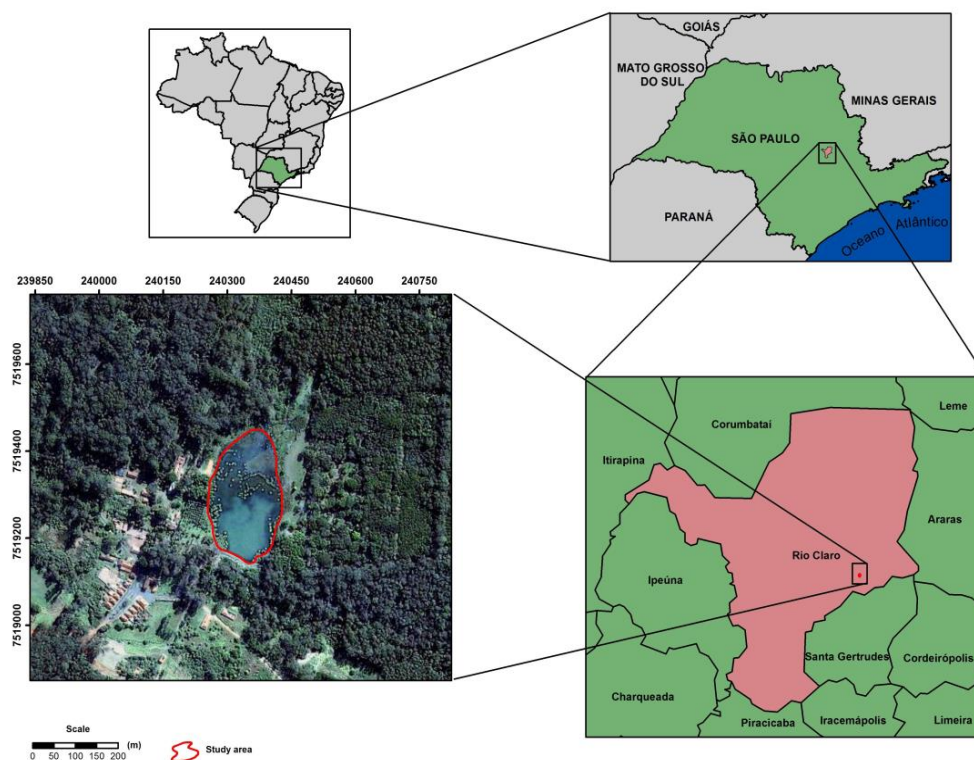 GOIÁS
MATO GROSSO
DO SUL
MINAS GERAIS
SÃO PAULO
PARANÁ
Oceano Atlântico
239850 240000 240150 240300 240450 240600 240750
7519600
7519400
7519200
7519000
Leme
Corumbataí
Itirapina
Araras
Rio Claro
Ipeúna
Santa Gertrudes
Cordeirópolis
Charqueada
Piracicaba
Iracemápolis
Limeira
Scale
(m)
0 50 100 150 200
Study area